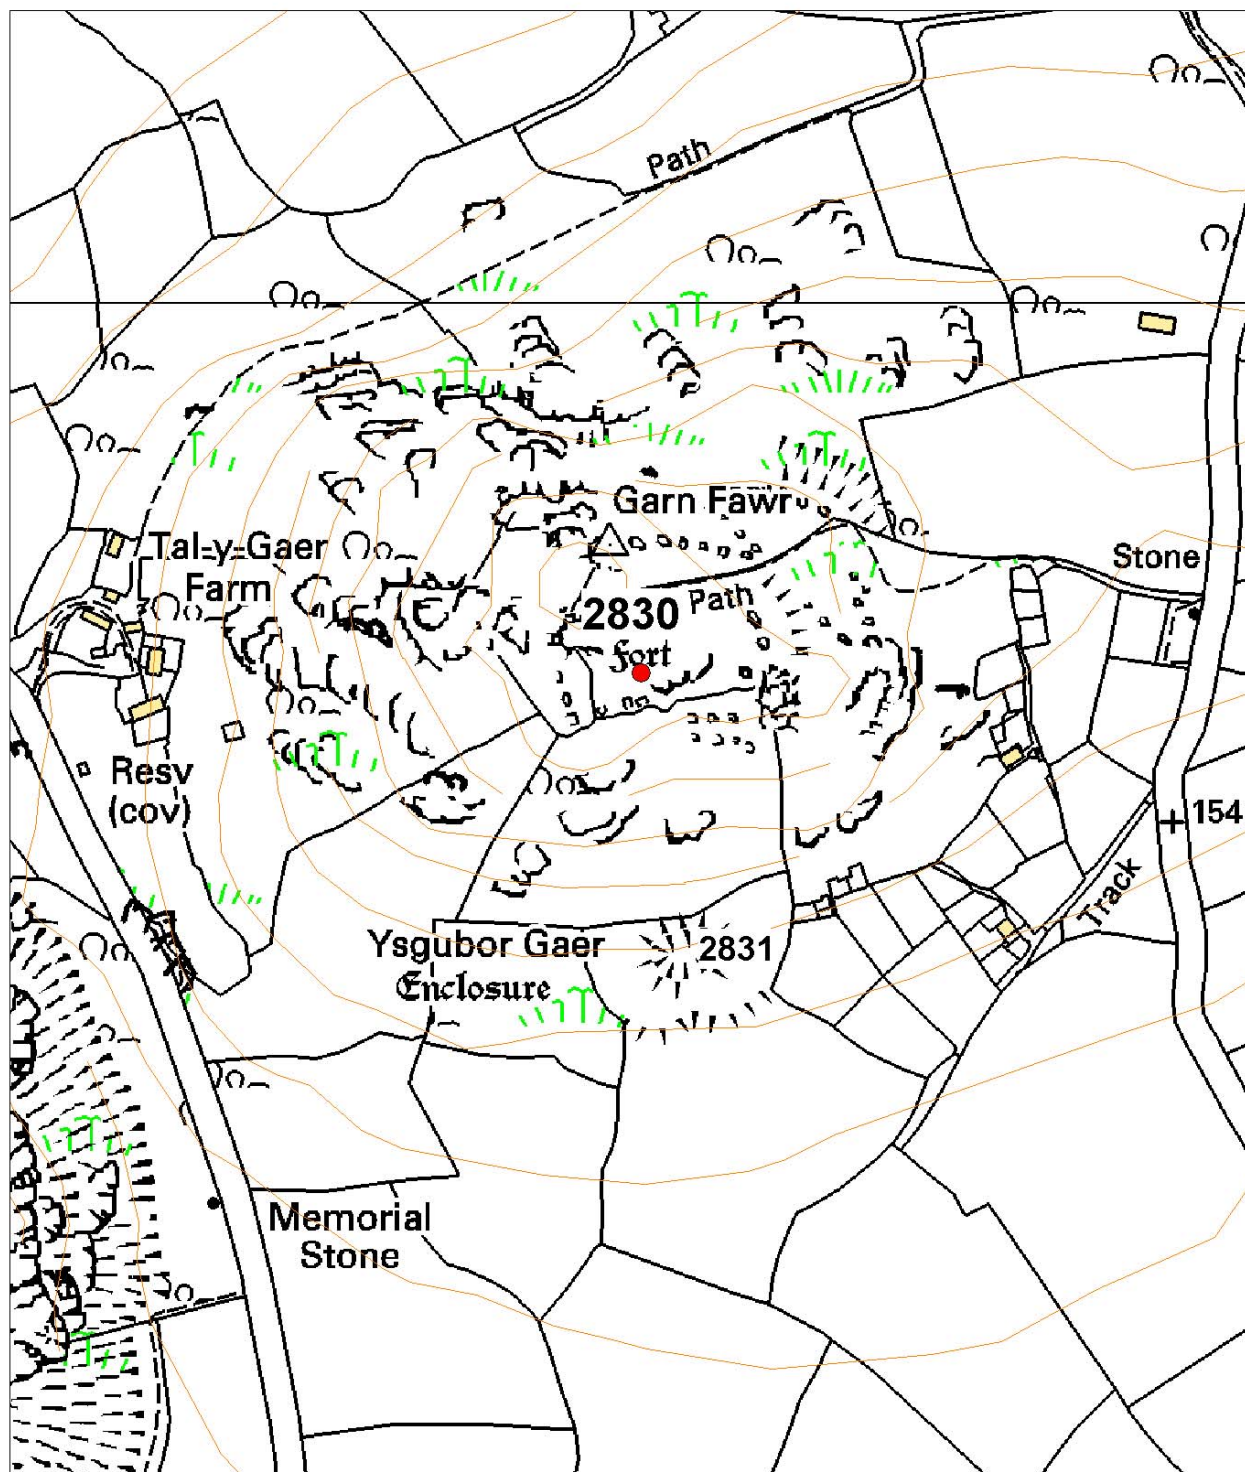 Path
Garn Fawr
Tal-y-Gaer
Farm
Stone
2830
Path
Fort
Resv
(cov)
154
Track
Ysgubor Gaer
2831
Enclosure
Memorial
Stone